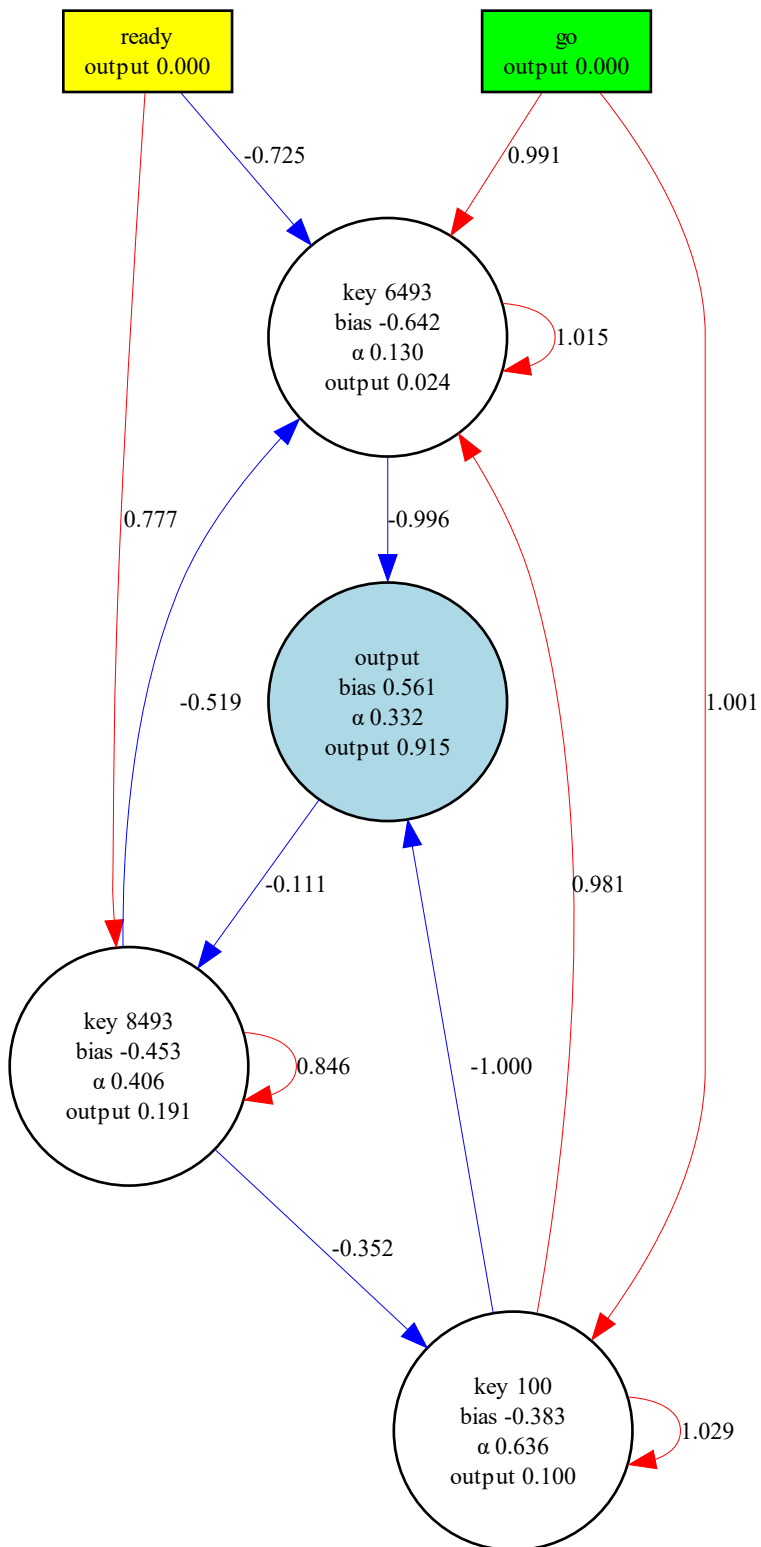 ready
output 0.000
go
output 0.000
-0.725
0.991
key 6493
bias -0.642
α 0.130
output 0.024
1.015
0.777
-0.996
-0.519
output
bias 0.561
α 0.332
output 0.915
1.001
-0.111
0.981
key 8493
bias -0.453
α 0.406
output 0.191
0.846
-1.000
-0.352
key 100
bias -0.383
α 0.636
output 0.100
1.029